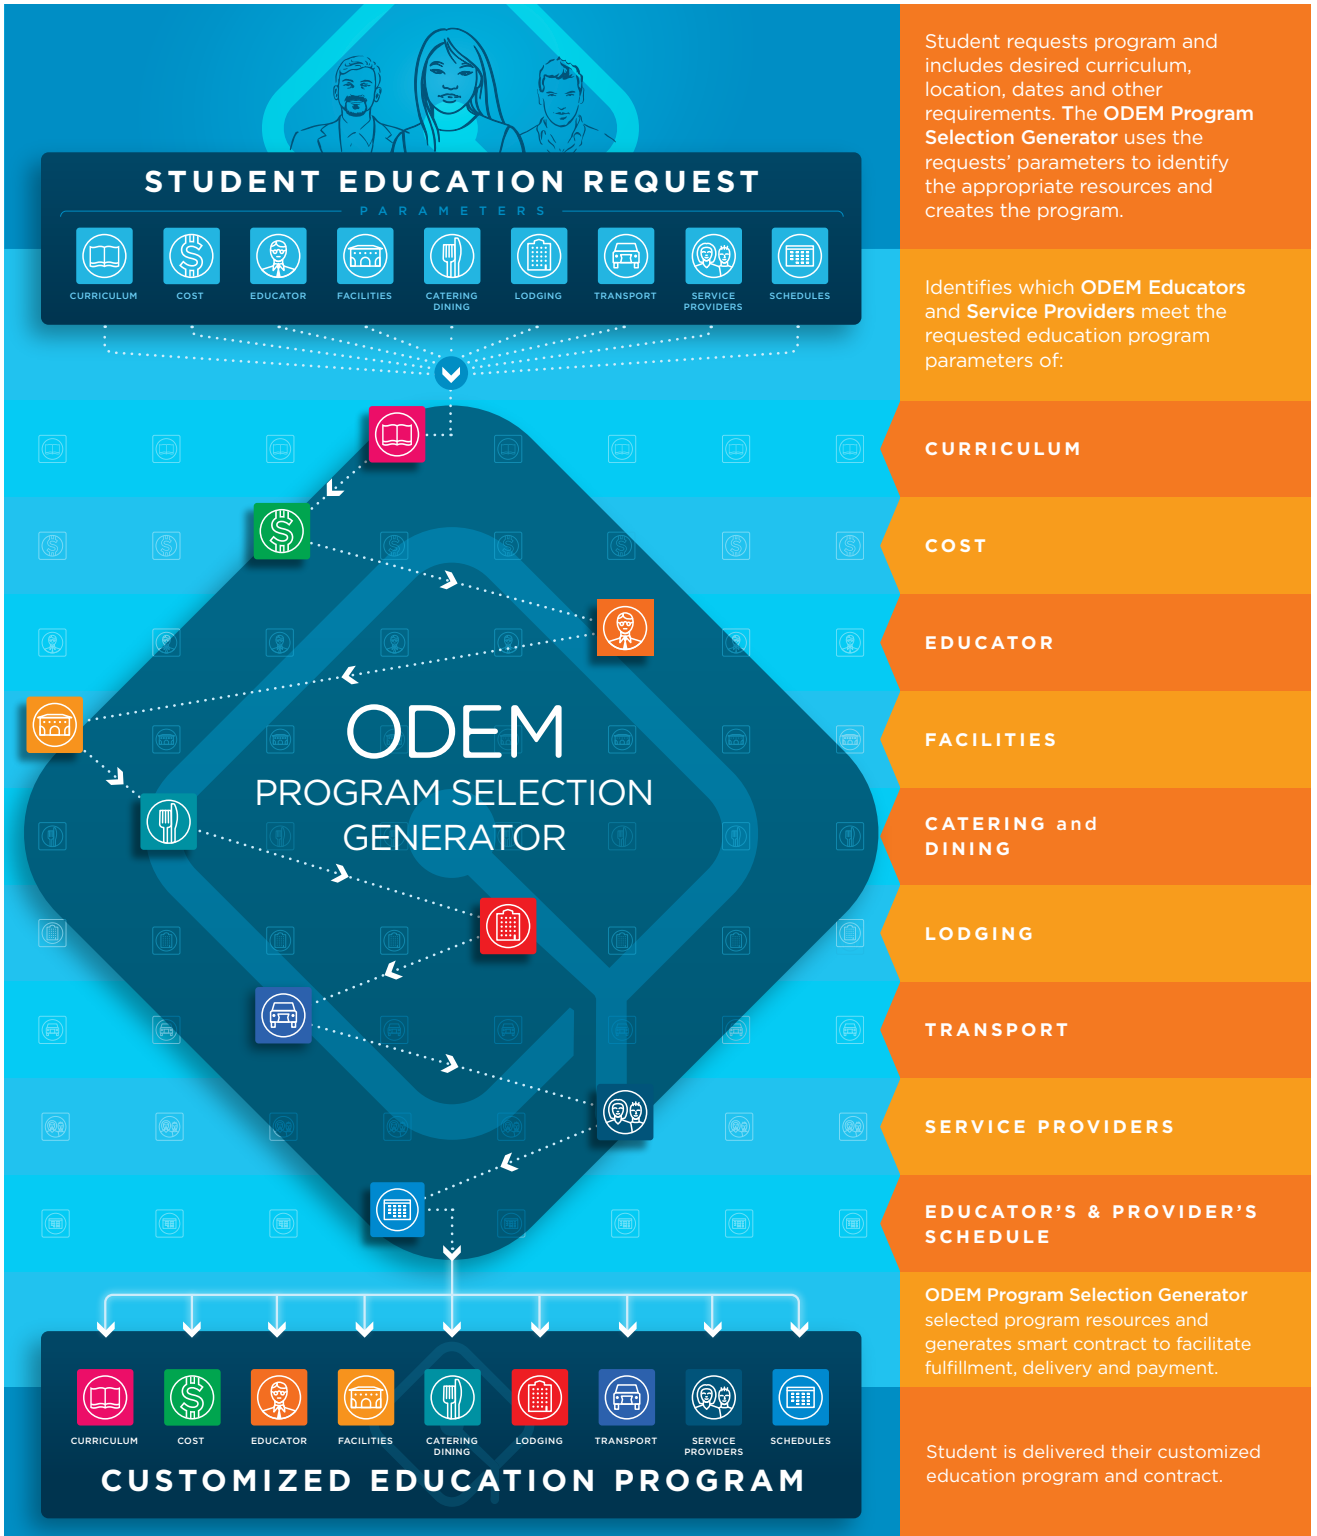 STUDENT EDUCATION REQUEST
PARAMETERS
CURRICULUM
COST
EDUCATOR
FACILITIES
CATERING
DINING
LODGING
TRANSPORT
SERVICE
PROVIDERS
SCHEDULES
Student requests program and
includes desired curriculum,
location, dates and other
requirements. The ODEM Program
Selection Generator uses the
requests’ parameters to identify
the appropriate resources and
creates the program.
Identifies which ODEM Educators
and Service Providers meet the
requested education program
parameters of:
CURRICULUM
COST
EDUCATOR
FACILITIES
CATERING and
DINING
LODGING
TRANSPORT
SERVICE PROVIDERS
EDUCATOR’S & PROVIDER’S
SCHEDULE
ODEM
PROGRAM SELECTION
GENERATOR
ODEM Program Selection Generator
selected program resources and
generates smart contract to facilitate
fulfillment, delivery and payment.
CURRICULUM
COST
EDUCATOR
FACILITIES
CATERING
DINING
LODGING
TRANSPORT
SERVICE
PROVIDERS
SCHEDULES
CUSTOMIZED EDUCATION PROGRAM
Student is delivered their customized
education program and contract.